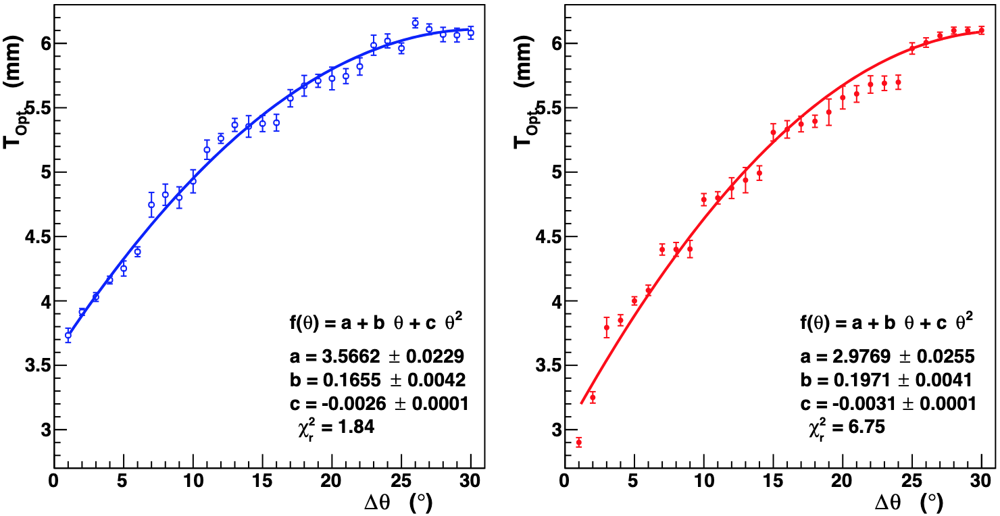 T_Opt. (mm)
6
5.5
5
4.5
4
3.5
3
f(θ) = a + b θ + c θ²
a = 3.5662 ± 0.0229
b = 0.1655 ± 0.0042
c = -0.0026 ± 0.0001
χ²_r = 1.84
0 5 10 15 20 25 30
Δθ (°)
T_Opt. (mm)
6
5.5
5
4.5
4
3.5
3
f(θ) = a + b θ + c θ²
a = 2.9769 ± 0.0255
b = 0.1971 ± 0.0041
c = -0.0031 ± 0.0001
χ²_r = 6.75
0 5 10 15 20 25 30
Δθ (°)